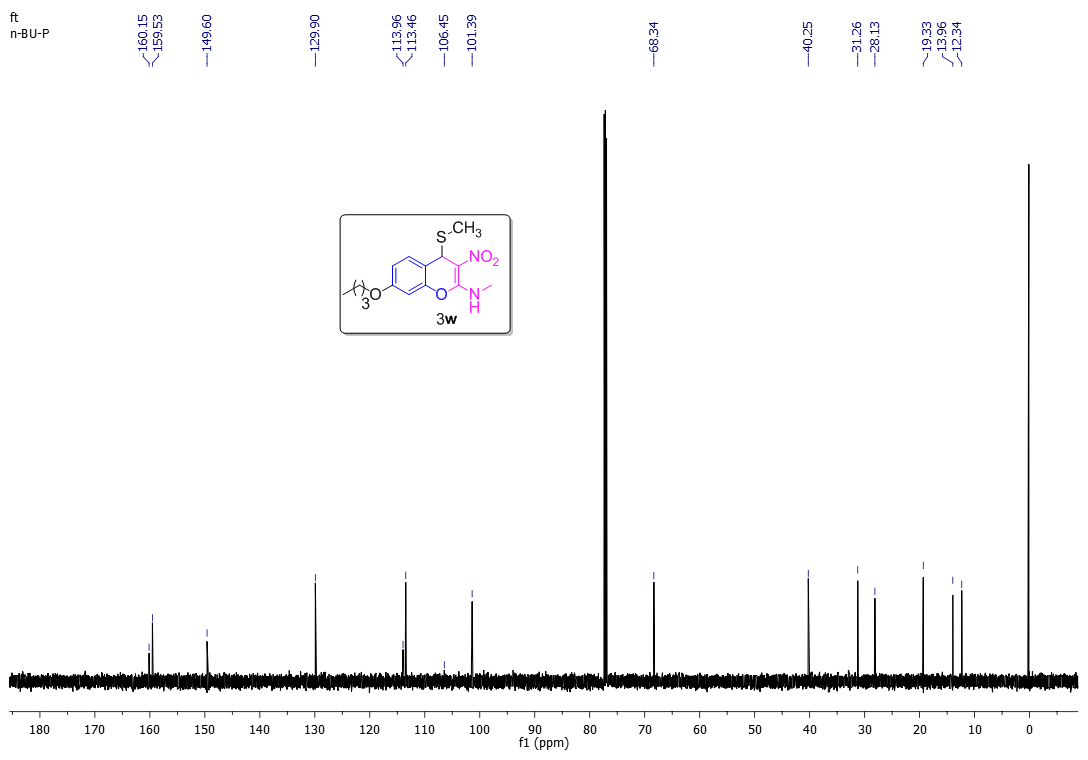 ft
n-BU-P
160.15
159.53
149.60
129.90
113.96
113.46
106.45
101.39
68.34
40.25
31.26
28.13
19.33
13.96
12.34
S
CH3
NO2
O
N
H
O
3
3w
180 170 160 150 140 130 120 110 100 90 80 70 60 50 40 30 20 10 0
f1 (ppm)